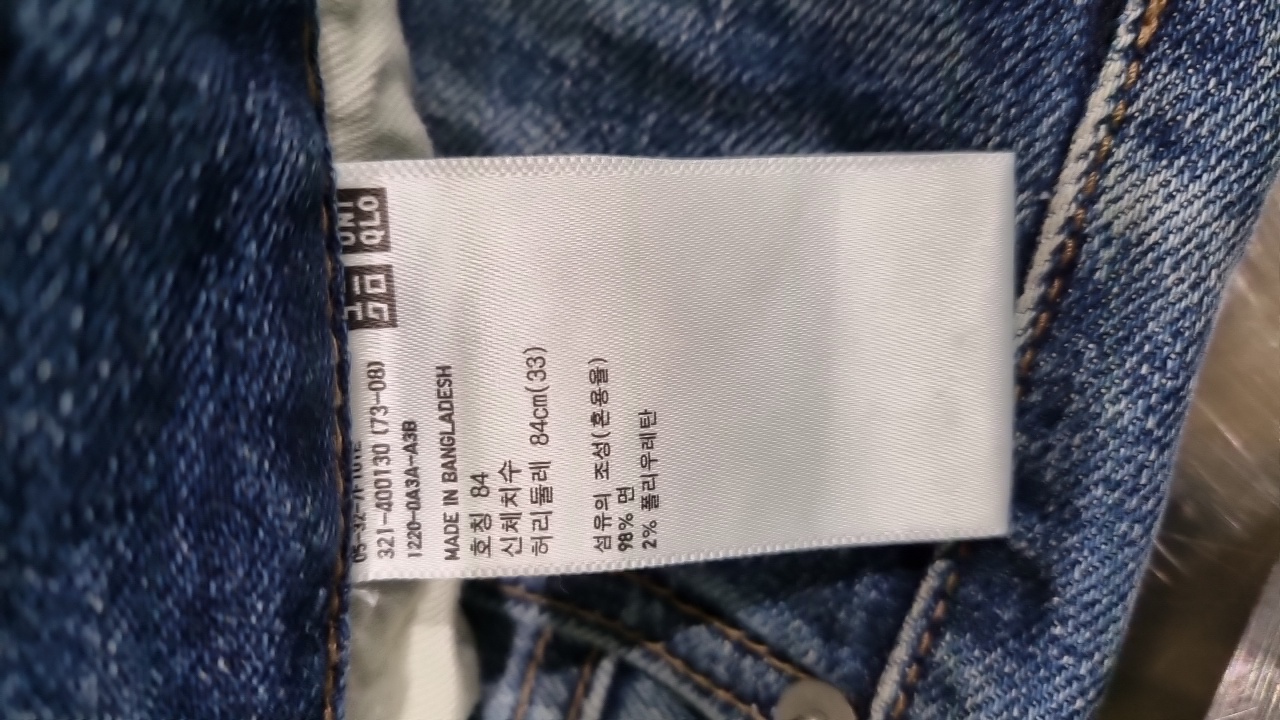 UNI
QLO
ユニ
クロ
321-400130 (73-08)
1220-0A3A-A3B
MADE IN BANGLADESH
호칭 84
신체치수
허리둘레 84cm(33)
섬유의 조성(혼용율)
98% 면
2% 폴리우레탄